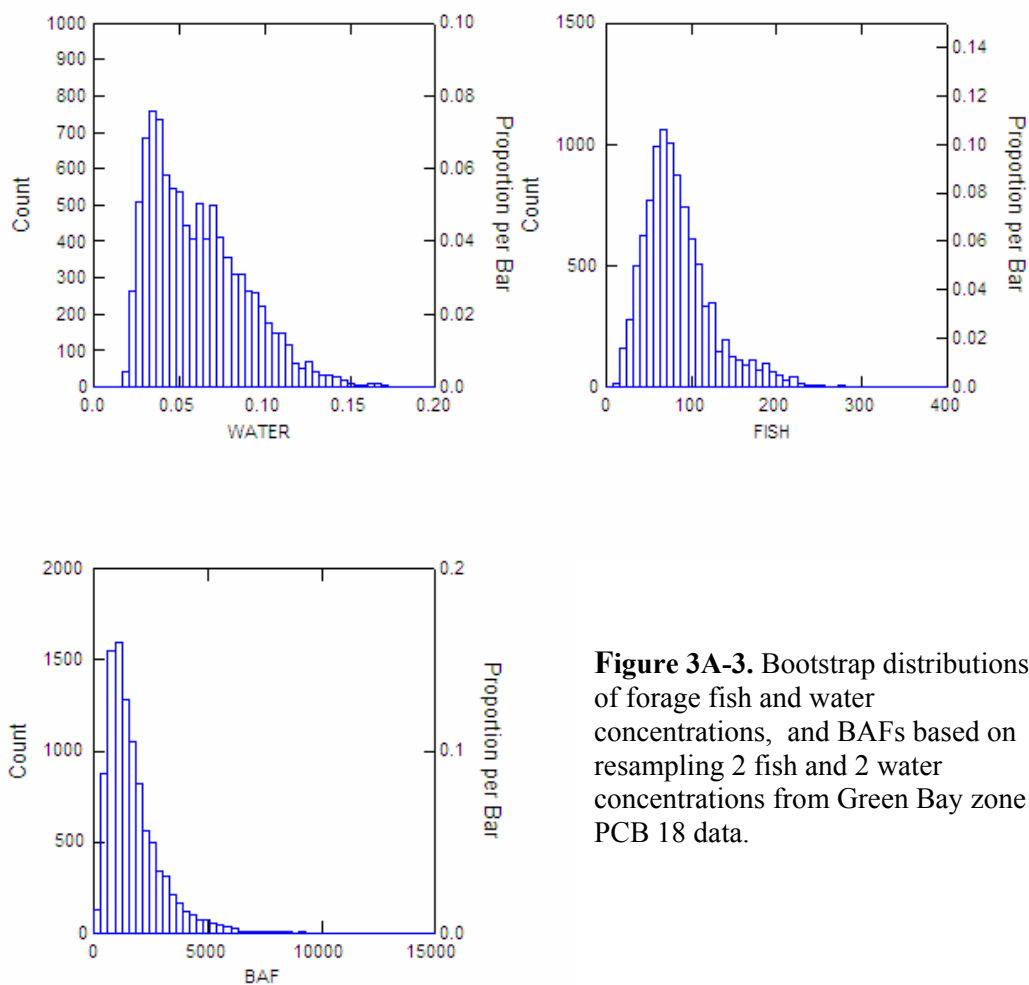 1000
900
800
700
600
500
400
300
200
100
0
Count
0.10
0.08
0.06
0.04
0.02
0.0
Proportion per Bar
0.0 0.05 0.10 0.15 0.20
WATER
1500
1000
500
0
Count
0.14
0.12
0.10
0.08
0.06
0.04
0.02
0.0
Proportion per Bar
0 100 200 300 400
FISH
2000
1500
1000
500
0
Count
0.2
0.1
0.0
Proportion per Bar
0 5000 10000 15000
BAF
Figure 3A-3. Bootstrap distributions
of forage fish and water
concentrations, and BAFs based on
resampling 2 fish and 2 water
concentrations from Green Bay zone
PCB 18 data.